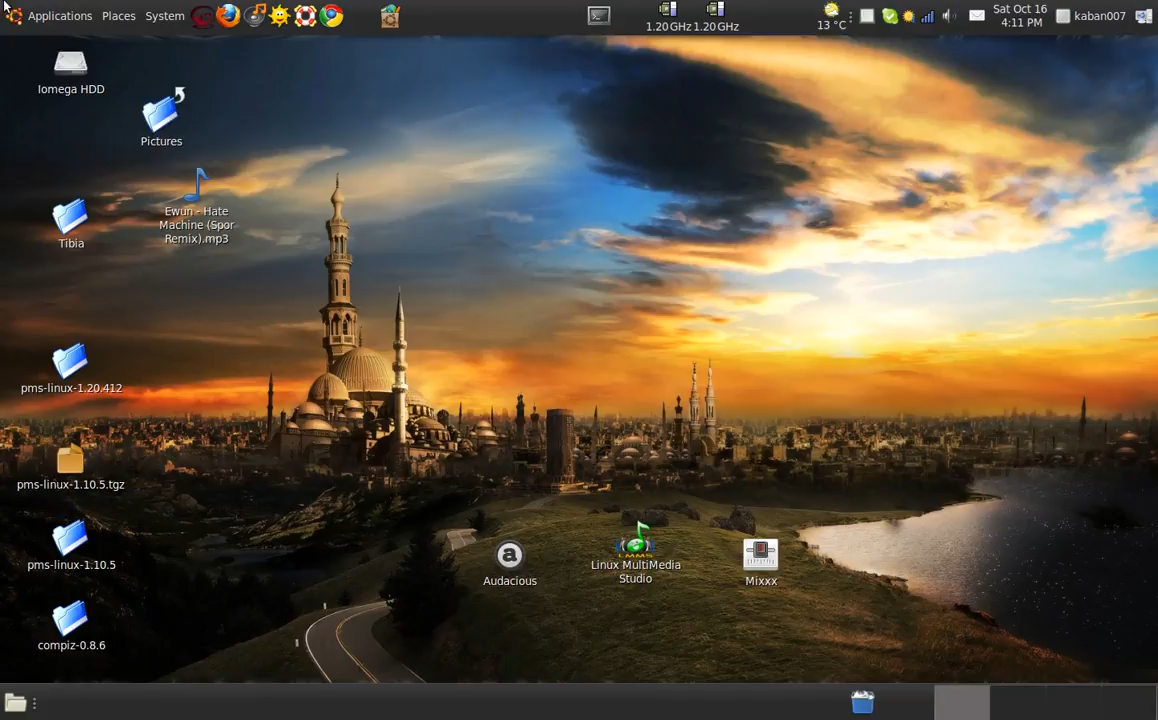 Applications Places System
1.20 GHz 1.20 GHz
13 °C
Sat Oct 16
4:11 PM
kaban007
Iomega HDD
Pictures
Ewun - Hate
Machine (Spor
Remix).mp3
Tibia
pms-linux-1.20.412
pms-linux-1.10.5.tgz
pms-linux-1.10.5
compiz-0.8.6
a
Audacious
LMMS
Linux MultiMedia
Studio
Mixxx